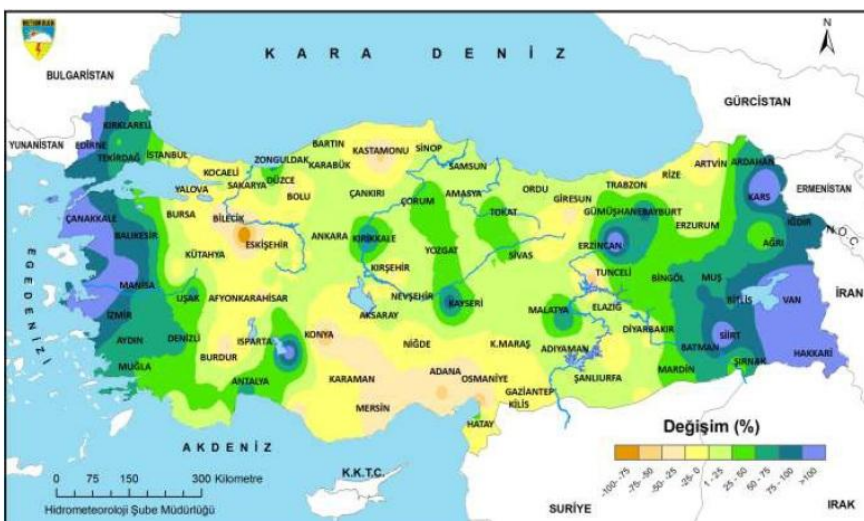 METEOROLOJİ
K A R A D E N İ Z
N
BULGARİSTAN
GÜRCİSTAN
YUNANİSTAN
ERMENİSTAN
N O C
İRAN
IRAK
SURİYE
K.K.T.C.
AKDENİZ
EGE DENİZİ
KIRKLARELİ
EDİRNE
TEKİRDAĞ
İSTANBUL
KOCAELİ
YALOVA
SAKARYA
ZONGULDAK
DÜZCE
BARTIN
KARABÜK
KASTAMONU
SİNOP
SAMSUN
BOLU
ÇANKIRI
ÇORUM
AMASYA
ORDU
GİRESUN
TRABZON
RİZE
ARTVİN
ARDAHAN
KARS
IĞDIR
ÇANAKKALE
BALIKESİR
BURSA
BİLECİK
ESKİŞEHİR
KÜTAHYA
ANKARA
KIRIKKALE
YOZGAT
TOKAT
SİVAS
GÜMÜŞHANE
BAYBURT
ERZİNCAN
ERZURUM
AĞRI
MANİSA
UŞAK
AFYONKARAHİSAR
KIRŞEHİR
NEVŞEHİR
KAYSERİ
AKSARAY
TUNCELİ
BİNGÖL
MUŞ
BİTLİS
VAN
İZMİR
AYDIN
DENİZLİ
ISPARTA
BURDUR
KONYA
NİĞDE
K.MARAŞ
MALATYA
ELAZIĞ
ADIYAMAN
DİYARBAKIR
BATMAN
SİİRT
ŞIRNAK
HAKKARİ
MUĞLA
ANTALYA
KARAMAN
MERSİN
ADANA
OSMANİYE
GAZİANTEP
KİLİS
HATAY
ŞANLIURFA
MARDİN
Değişim (%)
-100--75
-75--50
-50--25
-25-0
1-25
25-50
50-75
75-100
>100
0 75 150 300 Kilometre
Hidrometeoroloji Şube Müdürlüğü